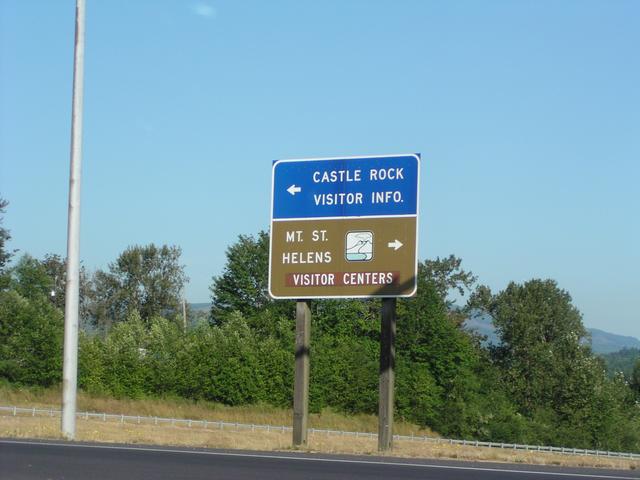 CASTLE ROCK
VISITOR INFO.
MT. ST.
HELENS
VISITOR CENTERS